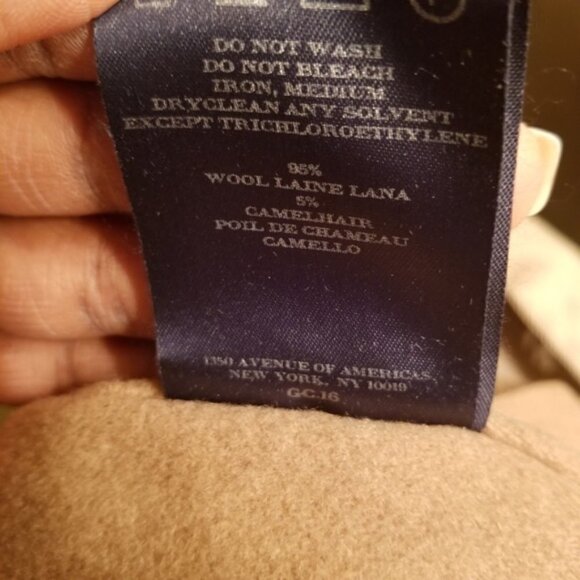 DO NOT WASH
DO NOT BLEACH
IRON, MEDIUM
DRYCLEAN ANY SOLVENT
EXCEPT TRICHLOROETHYLENE
95%
WOOL LAINE LANA
5%
CAMELHAIR
POIL DE CHAMEAU
CAMELLO
1350 AVENUE OF AMERICAS
NEW YORK, NY 10019
GC.16